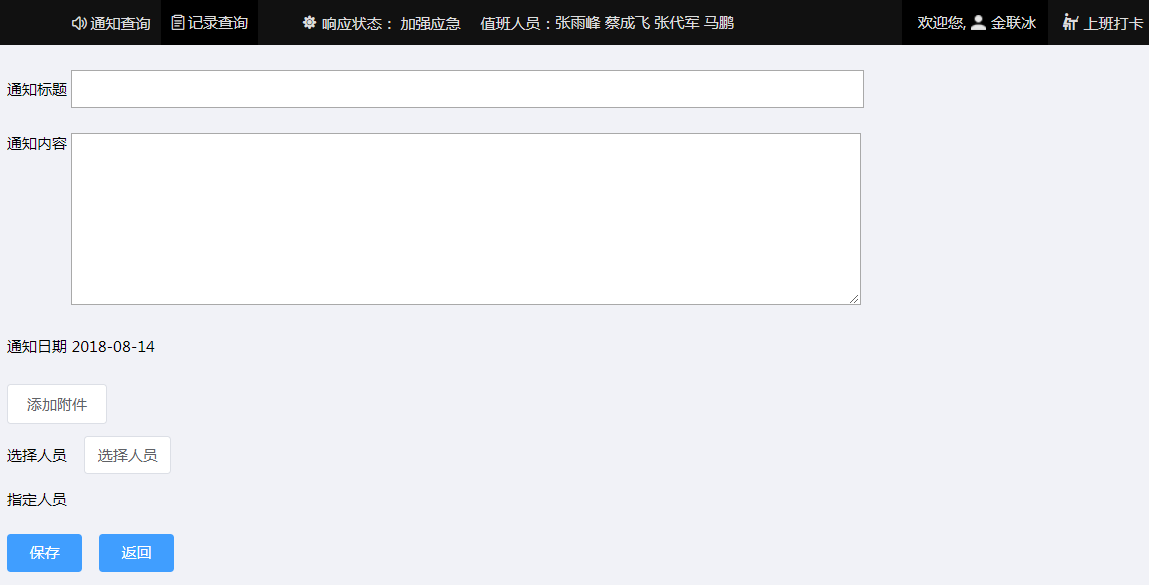 通知查询 记录查询 响应状态： 加强应急 值班人员：张雨峰 蔡成飞 张代军 马鹏 欢迎您, 金联冰 上班打卡
通知标题
通知内容
通知日期 2018-08-14
添加附件
选择人员 选择人员
指定人员
保存 返回